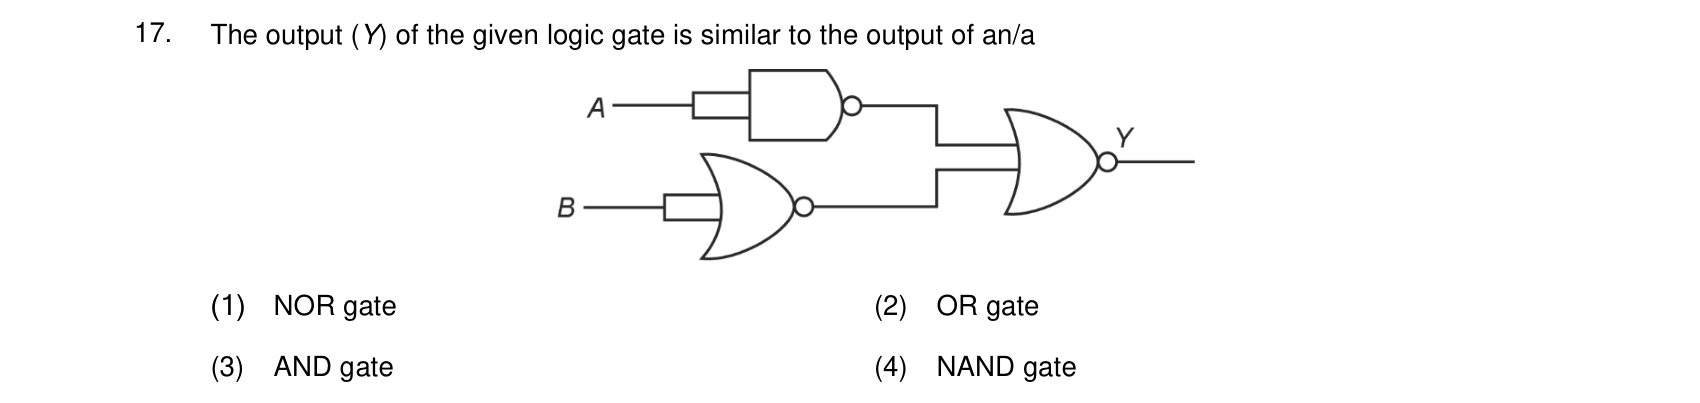 17. The output (Y) of the given logic gate is similar to the output of an/a
A
Y
B
(1) NOR gate (2) OR gate
(3) AND gate (4) NAND gate